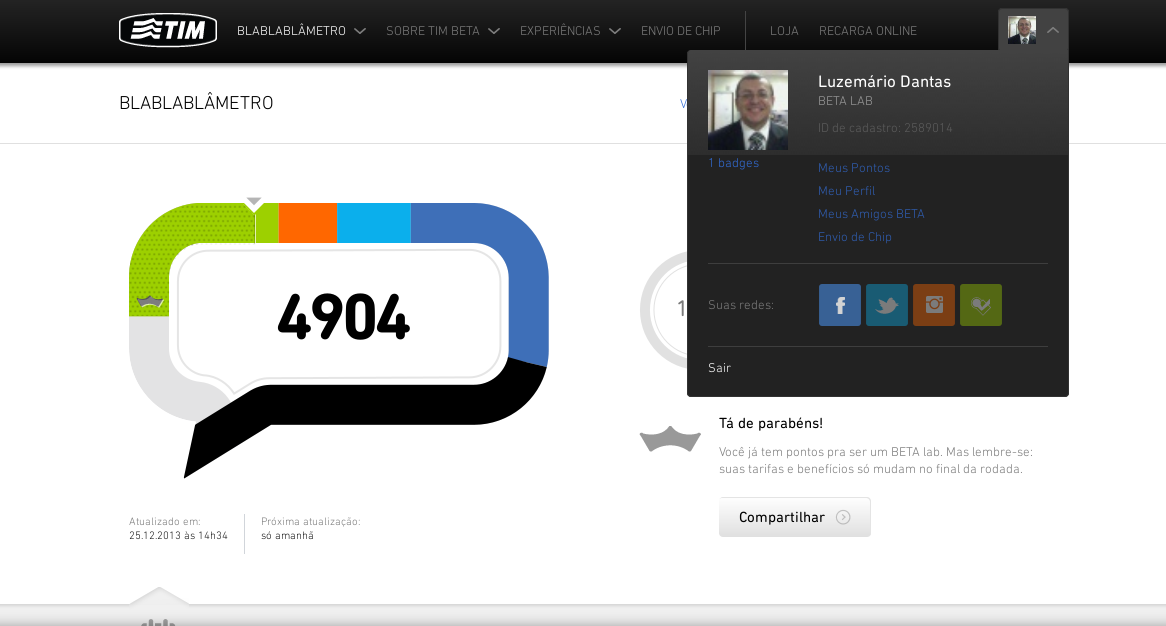 TIM
BLABLABLÂMETRO
SOBRE TIM BETA
EXPERIÊNCIAS
ENVIO DE CHIP
LOJA
RECARGA ONLINE
BLABLABLÂMETRO
Luzemário Dantas
BETA LAB
ID de cadastro: 2589014
1 badges
Meus Pontos
Meu Perfil
Meus Amigos BETA
Envio de Chip
Suas redes:
Sair
4904
Tá de parabéns!
Você já tem pontos pra ser um BETA lab. Mas lembre-se:
suas tarifas e benefícios só mudam no final da rodada.
Compartilhar
Atualizado em:
25.12.2013 às 14h34
Próxima atualização:
só amanhã